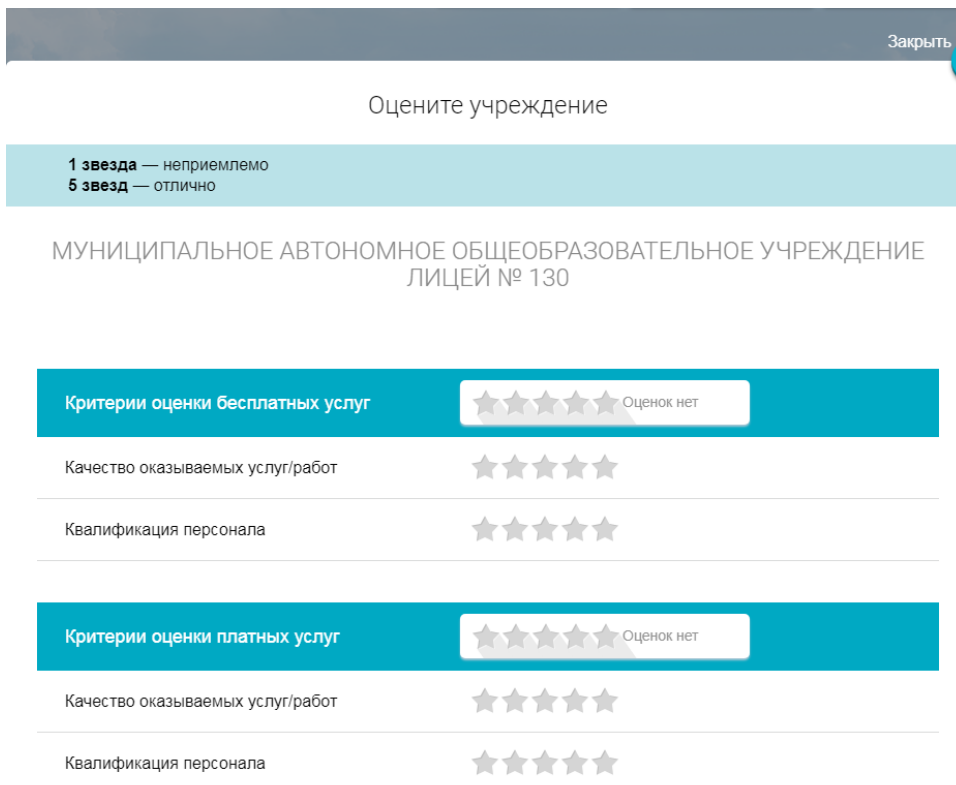 Закрыть
Оцените учреждение
1 звезда — неприемлемо
5 звезд — отлично
МУНИЦИПАЛЬНОЕ АВТОНОМНОЕ ОБЩЕОБРАЗОВАТЕЛЬНОЕ УЧРЕЖДЕНИЕ
ЛИЦЕЙ № 130
Критерии оценки бесплатных услуг Оценок нет
Качество оказываемых услуг/работ
Квалификация персонала
Критерии оценки платных услуг Оценок нет
Качество оказываемых услуг/работ
Квалификация персонала